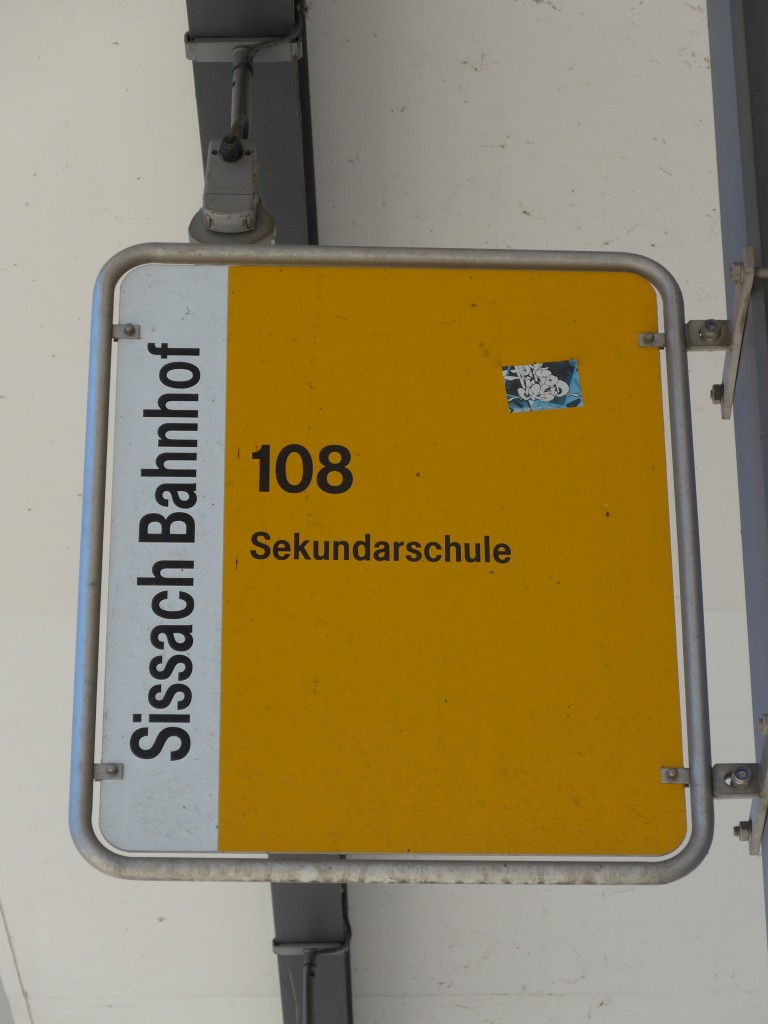 Sissach Bahnhof
108
Sekundarschule